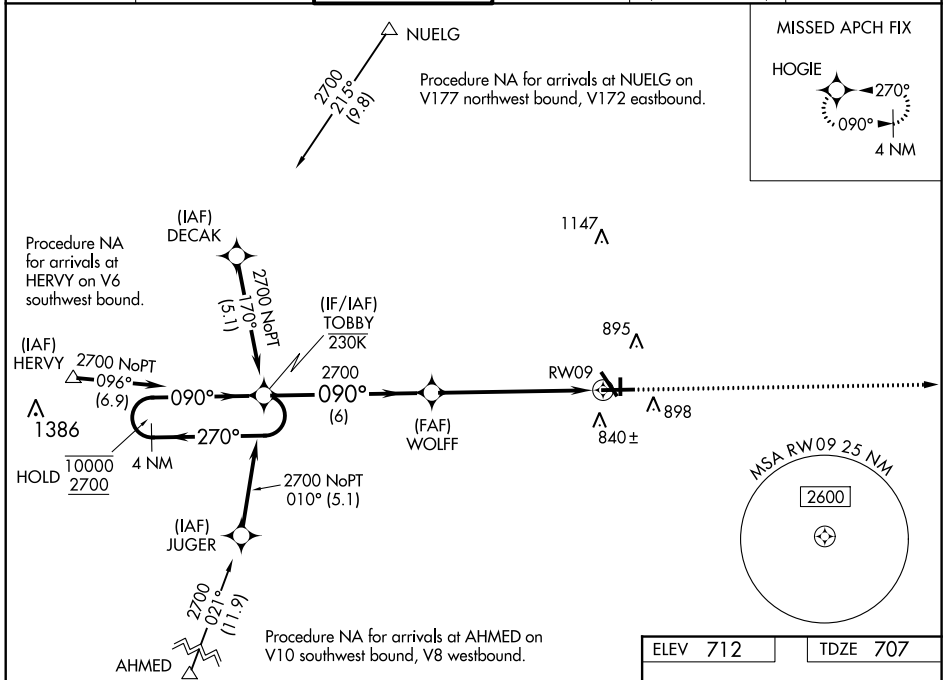 NUELG
2700
215°
(9.8)
Procedure NA for arrivals at NUELG on
V177 northwest bound, V172 eastbound.
MISSED APCH FIX
HOGIE
270°
090°
4 NM
(IAF)
DECAK
2700 NoPT
170°
(5.1)
1147
Procedure NA
for arrivals at
HERVY on V6
southwest bound.
(IF/IAF)
TOBBY
230K
895
(IAF)
HERVY
2700 NoPT
096°
(6.9)
090°
2700
090°
(6)
RW09
1386
270°
(FAF)
WOLFF
898
840±
HOLD
10000
2700
4 NM
2700 NoPT
010° (5.1)
MSA RW09 25 NM
2600
(IAF)
JUGER
2700
021°
(11.9)
Procedure NA for arrivals at AHMED on
V10 southwest bound, V8 westbound.
AHMED
ELEV 712
TDZE 707